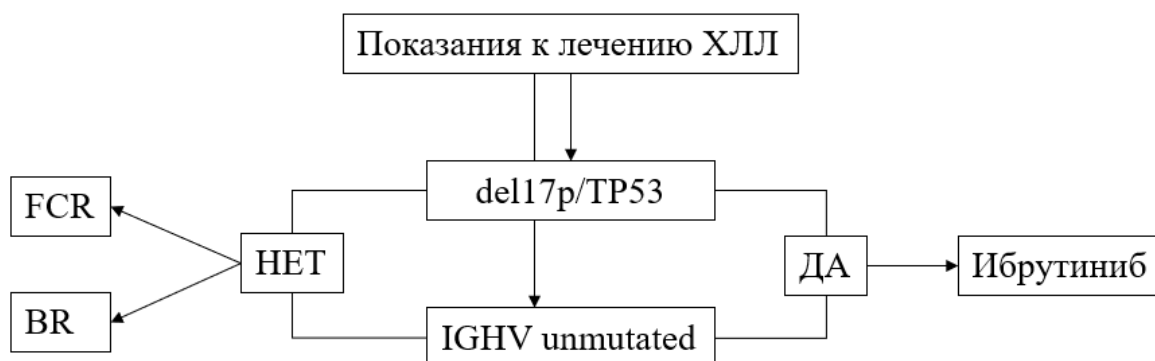 Показания к лечению ХЛЛ
del17p/TP53
FCR
НЕТ
ДА
Ибрутиниб
BR
IGHV unmutated